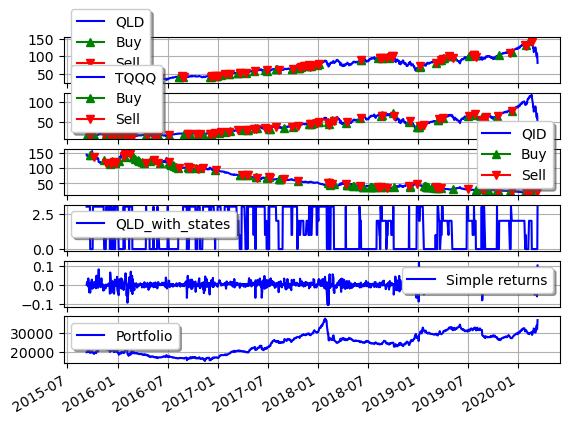 QLD
Buy
Sell
150
100
50
TQQQ
Buy
Sell
100
50
QID
Buy
Sell
150
100
50
QLD_with_states
2.5
0.0
Simple returns
0.1
0.0
−0.1
Portfolio
30000
20000
2015-07
2016-01
2016-07
2017-01
2017-07
2018-01
2018-07
2019-01
2019-07
2020-01